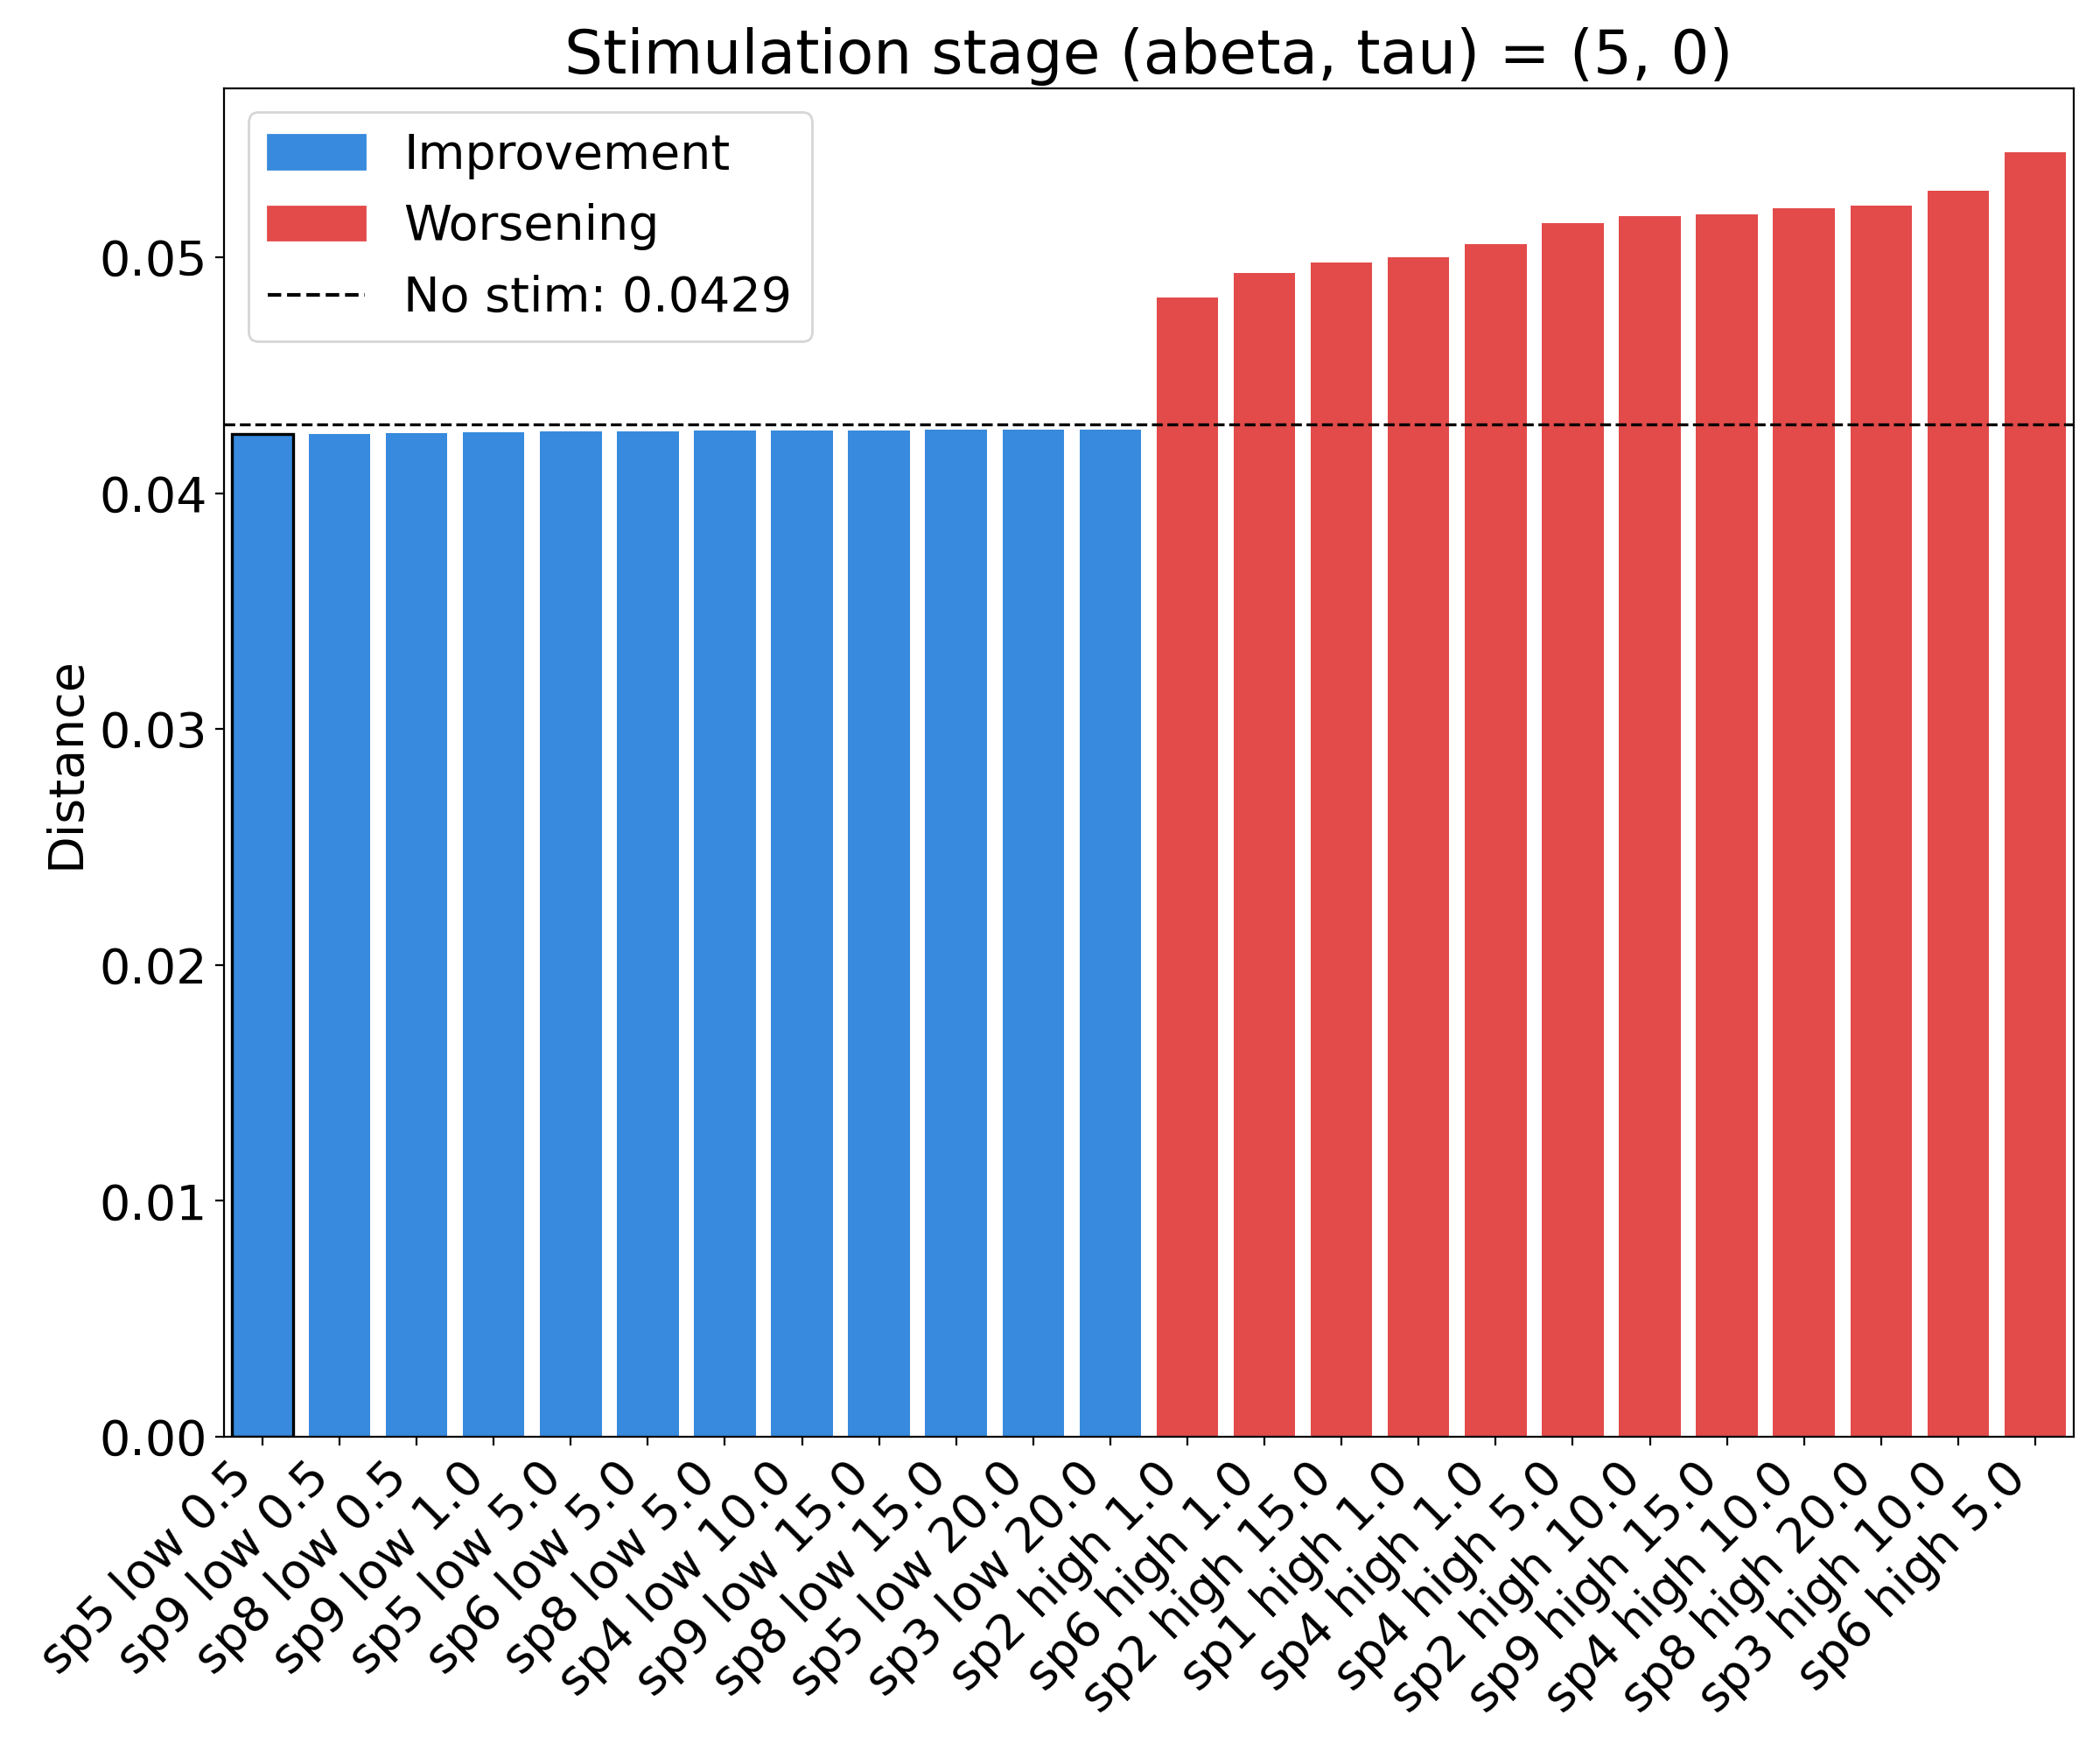 Stimulation stage (abeta, tau) = (5, 0)
Improvement
Worsening
No stim: 0.0429
Distance
0.05
0.04
0.03
0.02
0.01
0.00
sp5 low 0.5
sp9 low 0.5
sp8 low 0.5
sp9 low 1.0
sp5 low 5.0
sp6 low 5.0
sp8 low 5.0
sp4 low 10.0
sp9 low 15.0
sp8 low 15.0
sp5 low 20.0
sp3 low 20.0
sp2 high 1.0
sp6 high 1.0
sp2 high 15.0
sp1 high 1.0
sp4 high 1.0
sp4 high 5.0
sp2 high 10.0
sp9 high 15.0
sp4 high 10.0
sp8 high 20.0
sp3 high 10.0
sp6 high 5.0